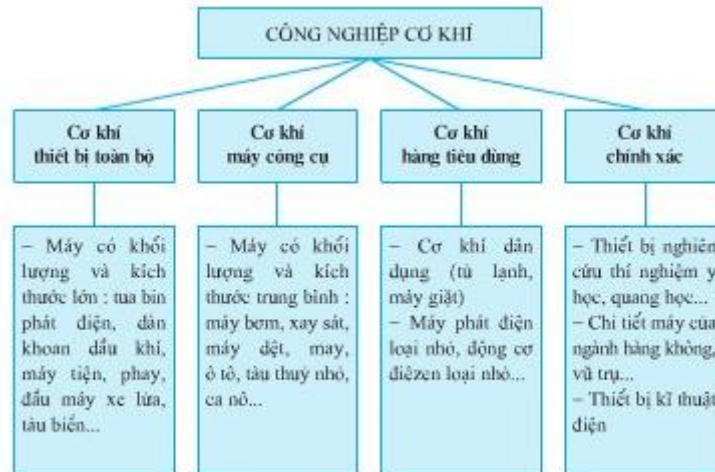 CÔNG NGHIỆP CƠ KHÍ
Cơ khí
thiết bị toàn bộ
Cơ khí
máy công cụ
Cơ khí
hàng tiêu dùng
Cơ khí
chính xác
– Máy có khối
lượng và kích
thước lớn : tua bin
phát điện, dàn
khoan dầu khí,
máy tiện, phay,
đầu máy xe lửa,
tàu biển...
– Máy có khối
lượng và kích
thước trung bình :
máy bơm, xay sát,
máy dệt, may,
ô tô, tàu thuỷ nhỏ,
ca nô...
– Cơ khí dân
dụng (tủ lạnh,
máy giặt)
– Máy phát điện
loại nhỏ, động cơ
điêzen loại nhỏ...
– Thiết bị nghiên
cứu thí nghiệm y
học, quang học...
– Chi tiết máy của
ngành hàng không,
vũ trụ...
– Thiết bị kĩ thuật
điện